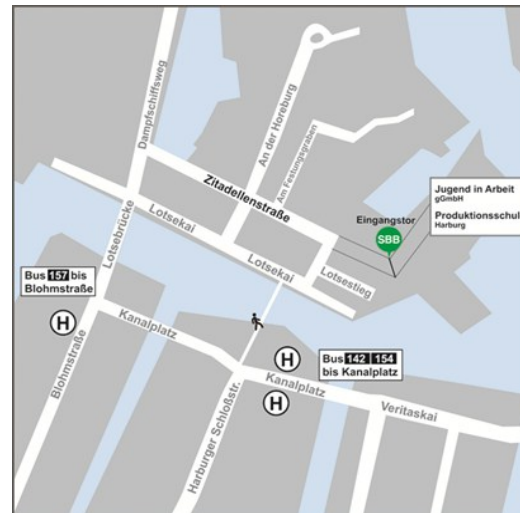 Dampfschiffsweg
An der Horeburg
Am Festungsgraben
Zitadellenstraße
Jugend in Arbeit
gGmbH
Produktionsschul
Harburg
Eingangstor
SBB
Lotsekai
Lotsebrücke
Lotsekai
Lotsestieg
Bus 157 bis
Blohmstraße
H
Kanalplatz
Blohmstraße
H
Bus 142 154
bis Kanalplatz
Kanalplatz
H
Veritaskai
Harburger Schloßstr.